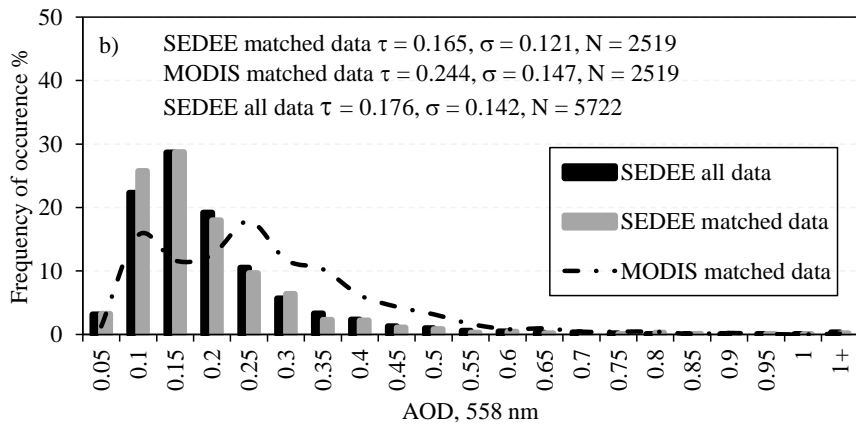 50
b)
SEDEE matched data τ = 0.165, σ = 0.121, N = 2519
MODIS matched data τ = 0.244, σ = 0.147, N = 2519
SEDEE all data τ = 0.176, σ = 0.142, N = 5722
40
30
20
10
0
Frequency of occurence %
SEDEE all data
SEDEE matched data
MODIS matched data
0.05 0.1 0.15 0.2 0.25 0.3 0.35 0.4 0.45 0.5 0.55 0.6 0.65 0.7 0.75 0.8 0.85 0.9 0.95 1 1+
AOD, 558 nm